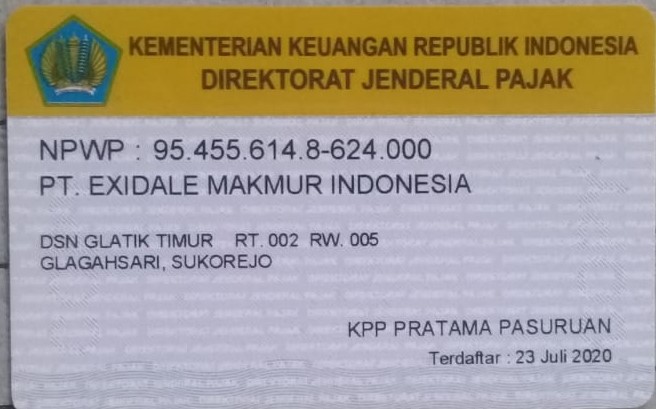 KEMENTERIAN KEUANGAN REPUBLIK INDONESIA
DIREKTORAT JENDERAL PAJAK
NPWP : 95.455.614.8-624.000
PT. EXIDALE MAKMUR INDONESIA
DSN GLATIK TIMUR RT. 002 RW. 005
GLAGAHSARI, SUKOREJO
KPP PRATAMA PASURUAN
Terdaftar : 23 Juli 2020